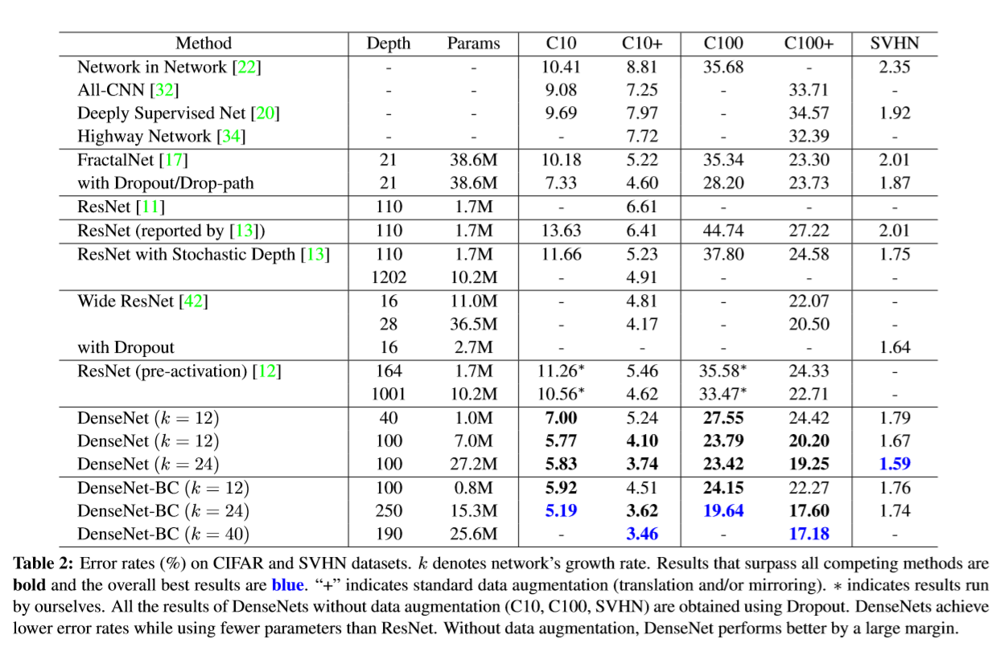 Method Depth Params C10 C10+ C100 C100+ SVHN
Network in Network [22] - - 10.41 8.81 35.68 - 2.35
All-CNN [32] - - 9.08 7.25 - 33.71 -
Deeply Supervised Net [20] - - 9.69 7.97 - 34.57 1.92
Highway Network [34] - - - 7.72 - 32.39 -
FractalNet [17] 21 38.6M 10.18 5.22 35.34 23.30 2.01
with Dropout/Drop-path 21 38.6M 7.33 4.60 28.20 23.73 1.87
ResNet [11] 110 1.7M - 6.61 - - -
ResNet (reported by [13]) 110 1.7M 13.63 6.41 44.74 27.22 2.01
ResNet with Stochastic Depth [13] 110 1.7M 11.66 5.23 37.80 24.58 1.75
1202 10.2M - 4.91 - - -
Wide ResNet [42] 16 11.0M - 4.81 - 22.07 -
28 36.5M - 4.17 - 20.50 -
with Dropout 16 2.7M - - - - 1.64
ResNet (pre-activation) [12] 164 1.7M 11.26* 5.46 35.58* 24.33 -
1001 10.2M 10.56* 4.62 33.47* 22.71 -
DenseNet (k = 12) 40 1.0M 7.00 5.24 27.55 24.42 1.79
DenseNet (k = 12) 100 7.0M 5.77 4.10 23.79 20.20 1.67
DenseNet (k = 24) 100 27.2M 5.83 3.74 23.42 19.25 1.59
DenseNet-BC (k = 12) 100 0.8M 5.92 4.51 24.15 22.27 1.76
DenseNet-BC (k = 24) 250 15.3M 5.19 3.62 19.64 17.60 1.74
DenseNet-BC (k = 40) 190 25.6M - 3.46 - 17.18 -
Table 2: Error rates (%) on CIFAR and SVHN datasets. k denotes network's growth rate. Results that surpass all competing methods are
bold and the overall best results are blue. “+” indicates standard data augmentation (translation and/or mirroring). * indicates results run
by ourselves. All the results of DenseNets without data augmentation (C10, C100, SVHN) are obtained using Dropout. DenseNets achieve
lower error rates while using fewer parameters than ResNet. Without data augmentation, DenseNet performs better by a large margin.